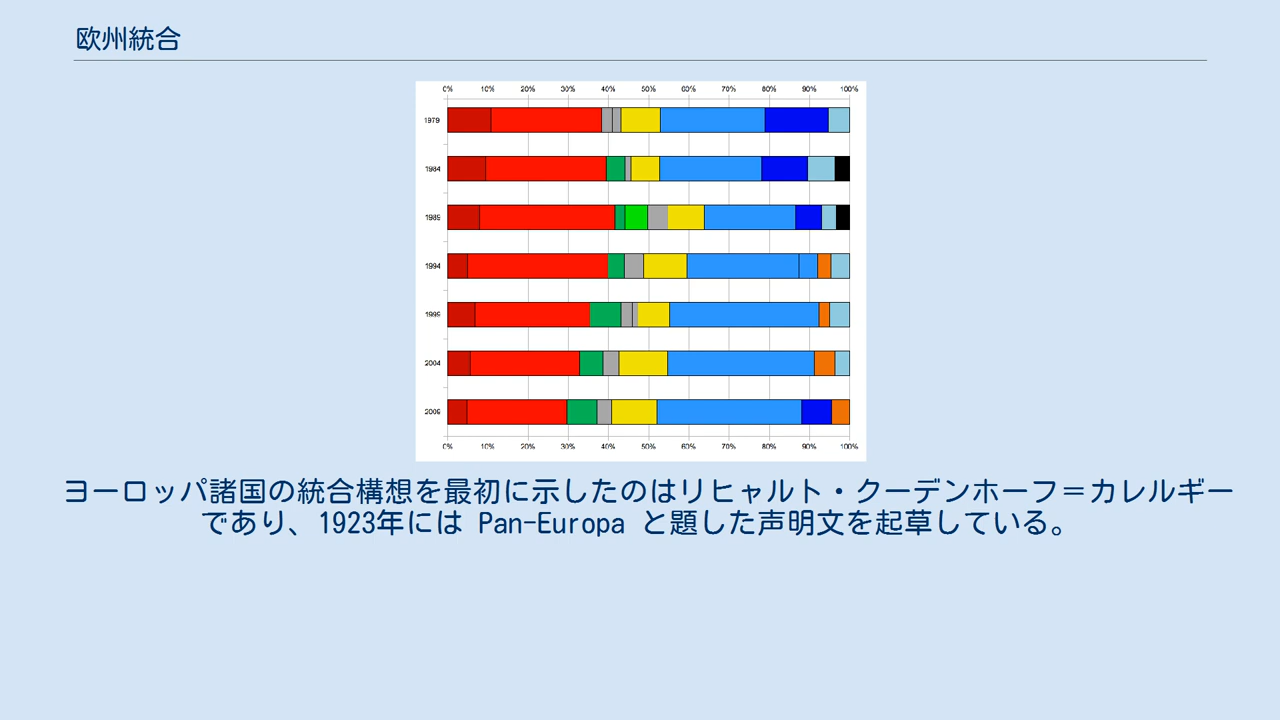 欧州統合
0% 10% 20% 30% 40% 50% 60% 70% 80% 90% 100%
1979
1984
1989
1994
1999
2004
2009
0% 10% 20% 30% 40% 50% 60% 70% 80% 90% 100%
ヨーロッパ諸国の統合構想を最初に示したのはリヒャルト・クーデンホーフ＝カレルギー
であり、1923年には Pan-Europa と題した声明文を起草している。